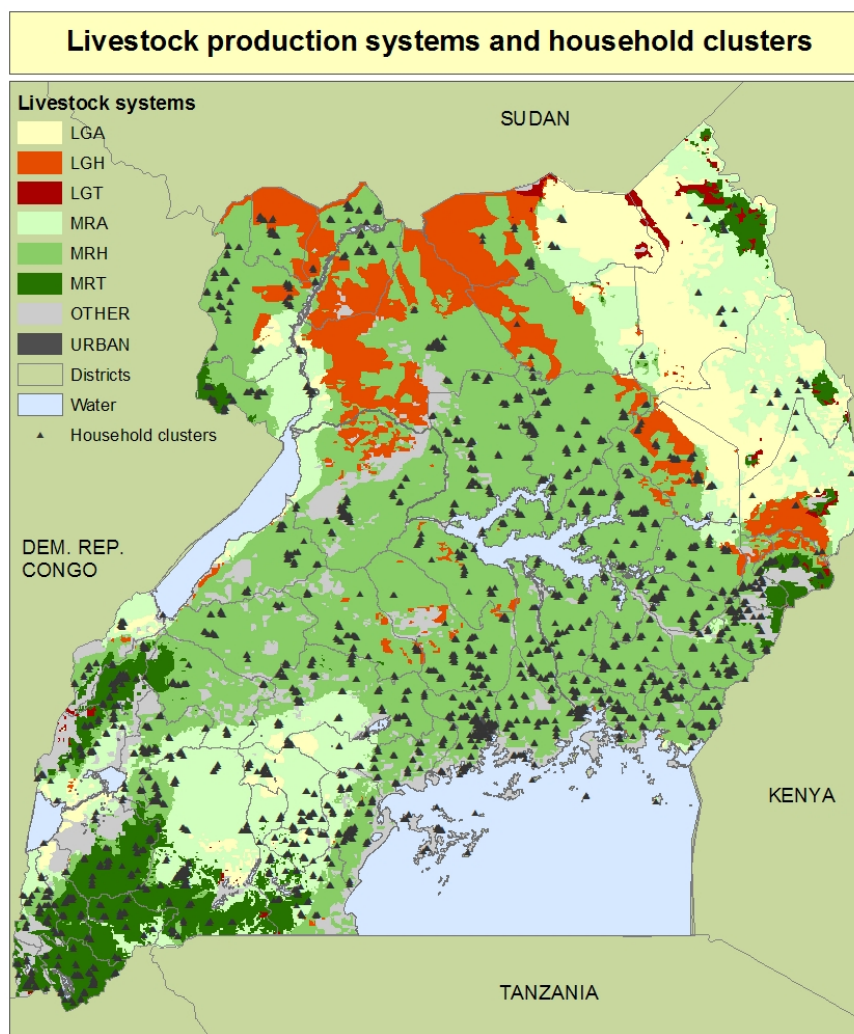 Livestock production systems and household clusters
Livestock systems
LGA
LGH
LGT
MRA
MRH
MRT
OTHER
URBAN
Districts
Water
Household clusters
SUDAN
DEM. REP.
CONGO
KENYA
TANZANIA